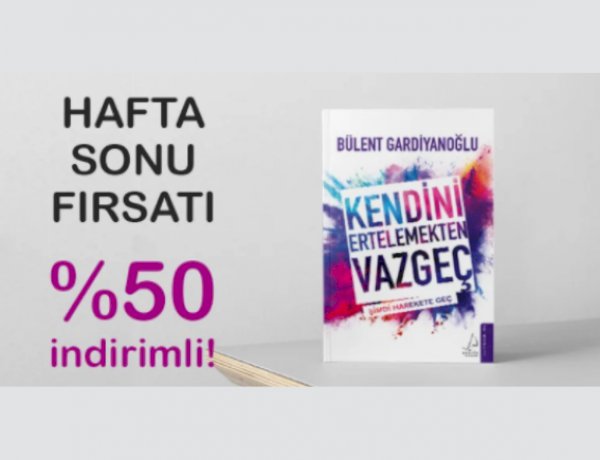 HAFTA
SONU
FIRSATI
%50
indirimli!
BÜLENT GARDİYANOĞLU
KENDİNİ
ERTELEMEKTEN
VAZGEÇ
ŞİMDİ HAREKETE GEÇ